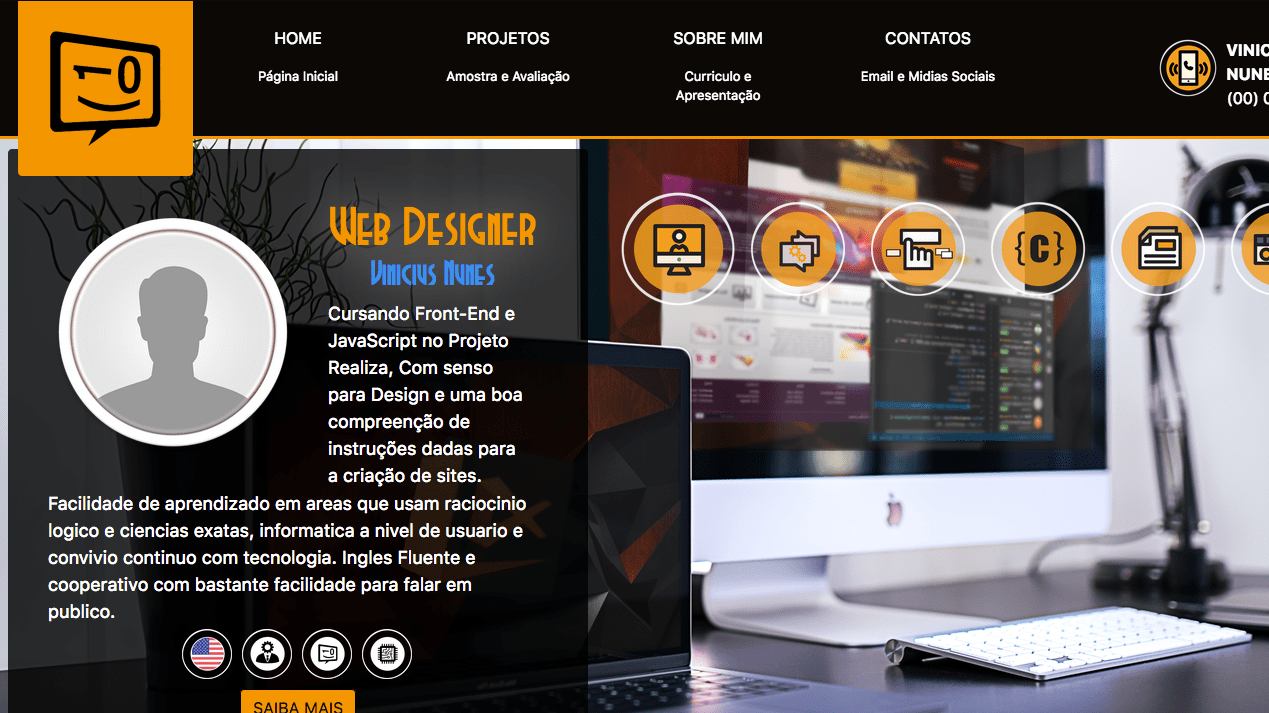 HOME
Página Inicial
PROJETOS
Amostra e Avaliação
SOBRE MIM
Curriculo e
Apresentação
CONTATOS
Email e Midias Sociais
VINIC
NUNE
(00) 0
Web Designer
Vinicius Nunes
Cursando Front-End e
JavaScript no Projeto
Realiza, Com senso
para Design e uma boa
compreenção de
instruções dadas para
a criação de sites.
Facilidade de aprendizado em areas que usam raciocinio
logico e ciencias exatas, informatica a nivel de usuario e
convivio continuo com tecnologia. Ingles Fluente e
cooperativo com bastante facilidade para falar em
publico.
{C}
SAIBA MAIS